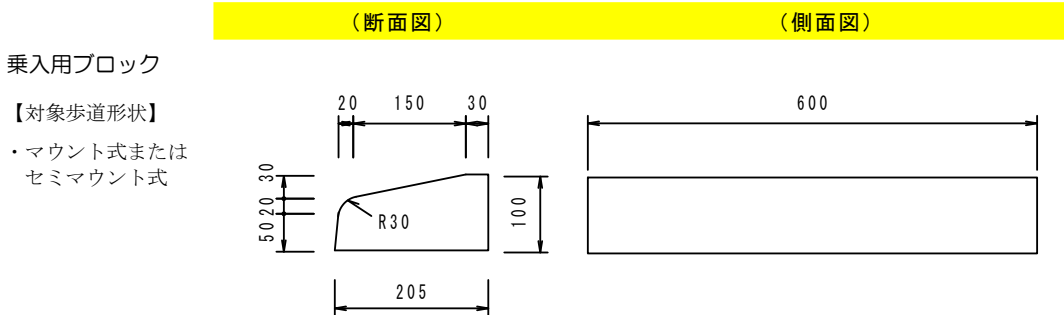 （断面図）
（側面図）
乗入用ブロック
【対象歩道形状】
・マウント式または
セミマウント式
20 150 30
600
30
20
50
R30
100
205